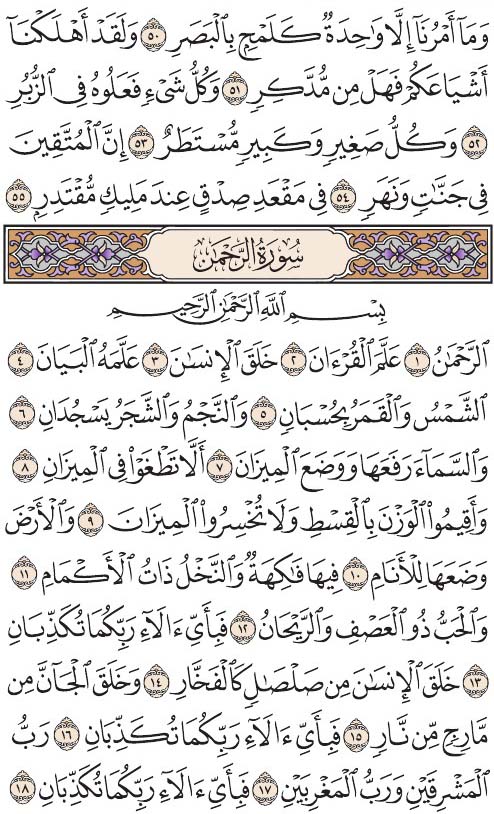 وَمَآ أَمْرُنَآ إِلَّا وَٰحِدَةٌ كَلَمْحٍۭ بِٱلْبَصَرِ ٥٠ وَلَقَدْ أَهْلَكْنَآ
أَشْيَاعَكُمْ فَهَلْ مِن مُّدَّكِرٍ ٥١ وَكُلُّ شَىْءٍ فَعَلُوهُ فِى ٱلزُّبُرِ
٥٢ وَكُلُّ صَغِيرٍ وَكَبِيرٍ مُّسْتَطَرٌ ٥٣ إِنَّ ٱلْمُتَّقِينَ
فِى جَنَّٰتٍ وَنَهَرٍ ٥٤ فِى مَقْعَدِ صِدْقٍ عِندَ مَلِيكٍ مُّقْتَدِرٍۭ ٥٥
سُورَةُ الرَّحْمَٰن
بِسْمِ ٱللَّهِ ٱلرَّحْمَٰنِ ٱلرَّحِيمِ
ٱلرَّحْمَٰنُ ١ عَلَّمَ ٱلْقُرْءَانَ ٢ خَلَقَ ٱلْإِنسَٰنَ ٣ عَلَّمَهُ ٱلْبَيَانَ ٤
ٱلشَّمْسُ وَٱلْقَمَرُ بِحُسْبَانٍ ٥ وَٱلنَّجْمُ وَٱلشَّجَرُ يَسْجُدَانِ ٦
وَٱلسَّمَآءَ رَفَعَهَا وَوَضَعَ ٱلْمِيزَانَ ٧ أَلَّا تَطْغَوْا۟ فِى ٱلْمِيزَانِ ٨
وَأَقِيمُوا۟ ٱلْوَزْنَ بِٱلْقِسْطِ وَلَا تُخْسِرُوا۟ ٱلْمِيزَانَ ٩ وَٱلْأَرْضَ
وَضَعَهَا لِلْأَنَامِ ١٠ فِيهَا فَٰكِهَةٌ وَٱلنَّخْلُ ذَاتُ ٱلْأَكْمَامِ ١١
وَٱلْحَبُّ ذُو ٱلْعَصْفِ وَٱلرَّيْحَانُ ١٢ فَبِأَىِّ ءَالَآءِ رَبِّكُمَا تُكَذِّبَانِ
١٣ خَلَقَ ٱلْإِنسَٰنَ مِن صَلْصَٰلٍ كَٱلْفَخَّارِ ١٤ وَخَلَقَ ٱلْجَآنَّ مِن
مَّارِجٍ مِّن نَّارٍ ١٥ فَبِأَىِّ ءَالَآءِ رَبِّكُمَا تُكَذِّبَانِ ١٦ رَبُّ
ٱلْمَشْرِقَيْنِ وَرَبُّ ٱلْمَغْرِبَيْنِ ١٧ فَبِأَىِّ ءَالَآءِ رَبِّكُمَا تُكَذِّبَانِ ١٨